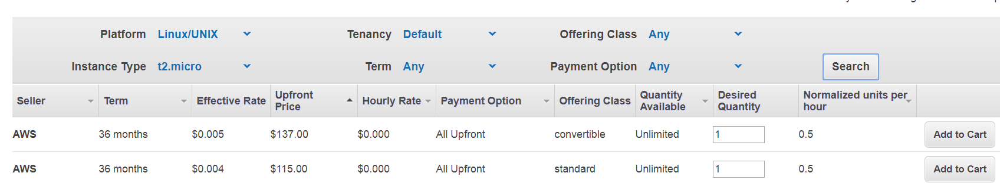 Platform Linux/UNIX Tenancy Default Offering Class Any
Instance Type t2.micro Term Any Payment Option Any Search
Seller Term Effective Rate Upfront Price Hourly Rate Payment Option Offering Class Quantity Available Desired Quantity Normalized units per hour
AWS 36 months $0.005 $137.00 $0.000 All Upfront convertible Unlimited 1 0.5 Add to Cart
AWS 36 months $0.004 $115.00 $0.000 All Upfront standard Unlimited 1 0.5 Add to Cart